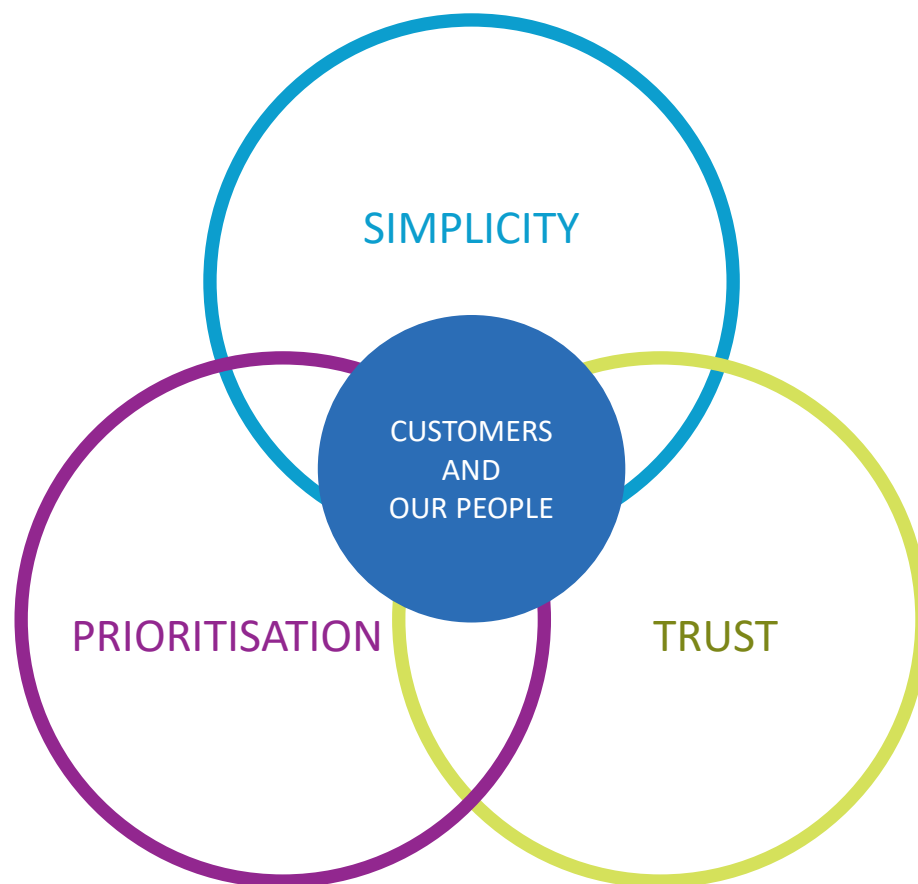 SIMPLICITY
CUSTOMERS
AND
OUR PEOPLE
PRIORITISATION
TRUST